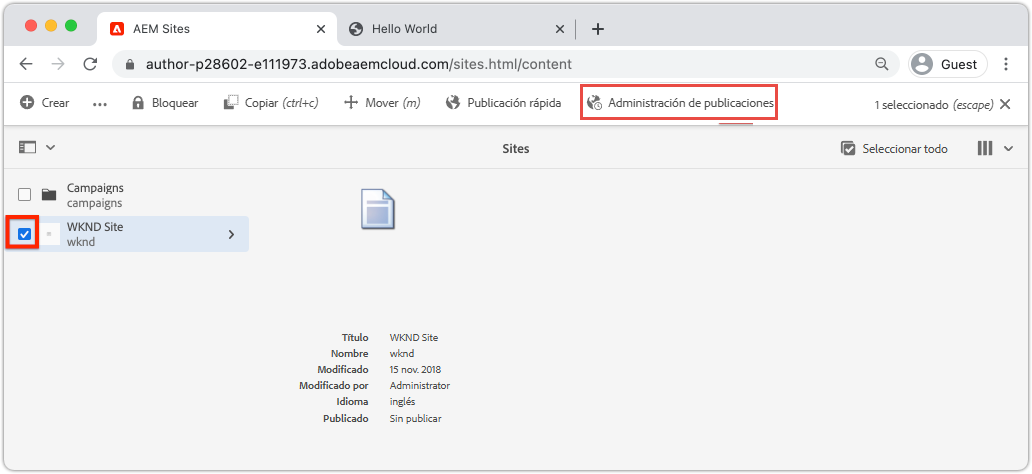 AEM Sites
Hello World
author-p28602-e111973.adobeaemcloud.com/sites.html/content
Guest
Crear
Bloquear
Copiar (ctrl+c)
Mover (m)
Publicación rápida
Administración de publicaciones
1 seleccionado (escape)
Sites
Seleccionar todo
Campaigns
campaigns
WKND Site
wknd
Título WKND Site
Nombre wknd
Modificado 15 nov. 2018
Modificado por Administrator
Idioma inglés
Publicado Sin publicar